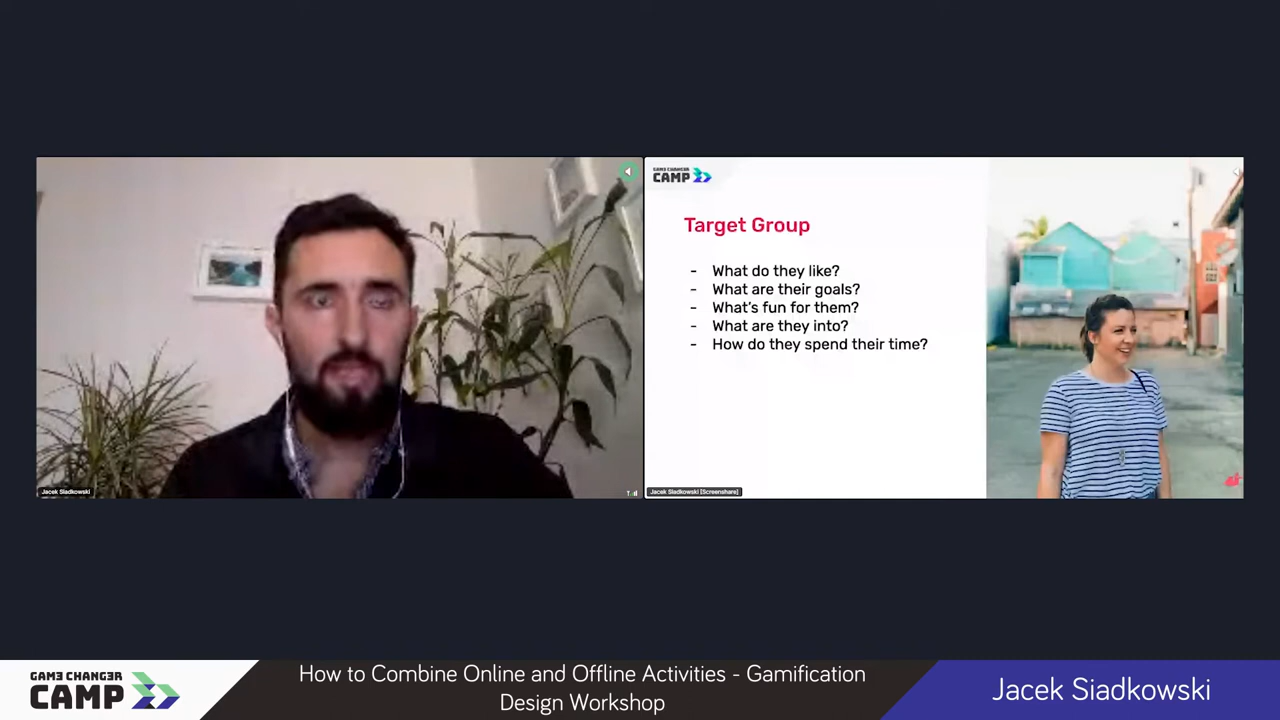 Jacek Siadkowski
GAM3 CHANG3R
CAMP
Target Group
- What do they like?
- What are their goals?
- What's fun for them?
- What are they into?
- How do they spend their time?
Jacek Siadkowski [Screenshare]
GAM3 CHANG3R
CAMP
How to Combine Online and Offline Activities - Gamification
Design Workshop
Jacek Siadkowski